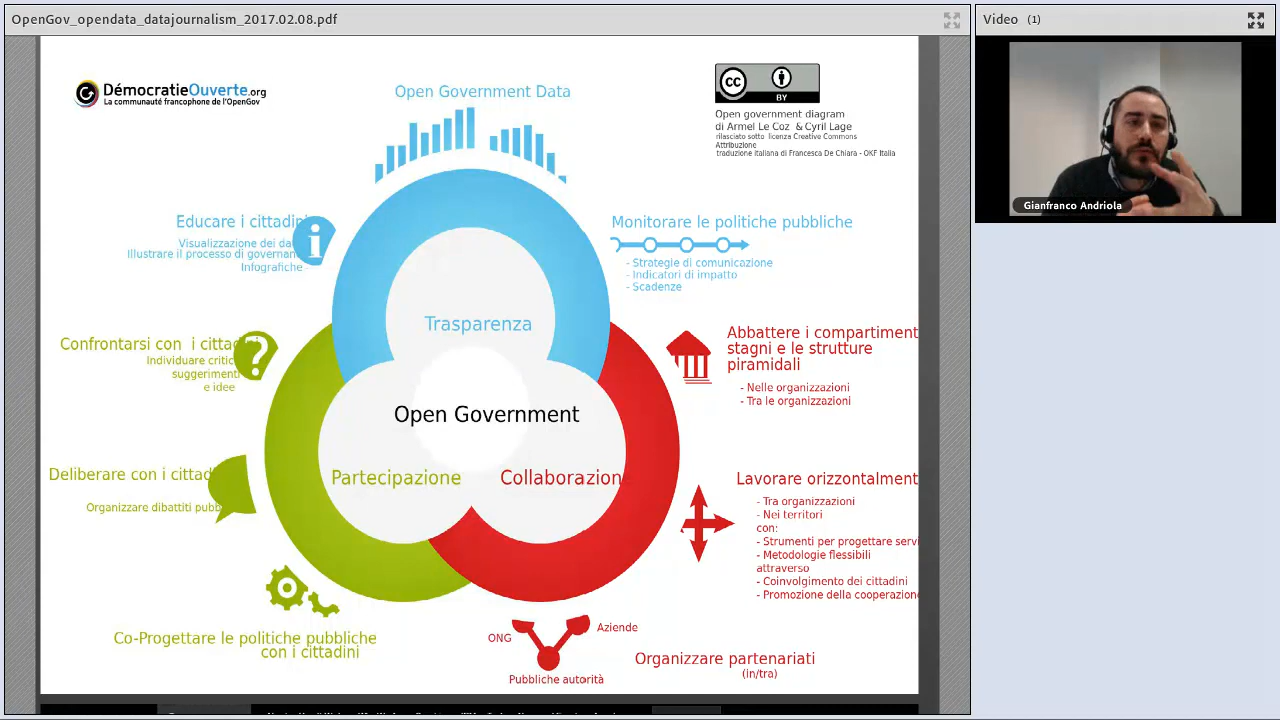 OpenGov_opendata_datajournalism_2017.02.08.pdf
Video (1)
DémocratieOuverte.org
La communauté francophone de l'OpenGov
Open Government Data
cc
BY
Open government diagram
di Armel Le Coz & Cyril Lage
rilasciato sotto licenza Creative Commons
Attribuzione
traduzione italiana di Francesca De Chiara - OKF Italia
Gianfranco Andriola
Educare i cittadini
Visualizzazione dei da
Illustrare il processo di governan
Infografiche
i
Monitorare le politiche pubbliche
- Strategie di comunicazione
- Indicatori di impatto
- Scadenze
Trasparenza
Confrontarsi con i cittad
Individuare critic
suggerimenti
e idee
?
Abbattere i compartiment
stagni e le strutture
piramidali
- Nelle organizzazioni
- Tra le organizzazioni
Open Government
Partecipazione
Collaborazion
Deliberare con i cittad
Organizzare dibattiti pubb
Lavorare orizzontalment
- Tra organizzazioni
- Nei territori
con:
- Strumenti per progettare servi
- Metodologie flessibili
attraverso
- Coinvolgimento dei cittadini
- Promozione della cooperazione
Co-Progettare le politiche pubbliche
con i cittadini
ONG
Aziende
Pubbliche autorità
Organizzare partenariati
(in/tra)